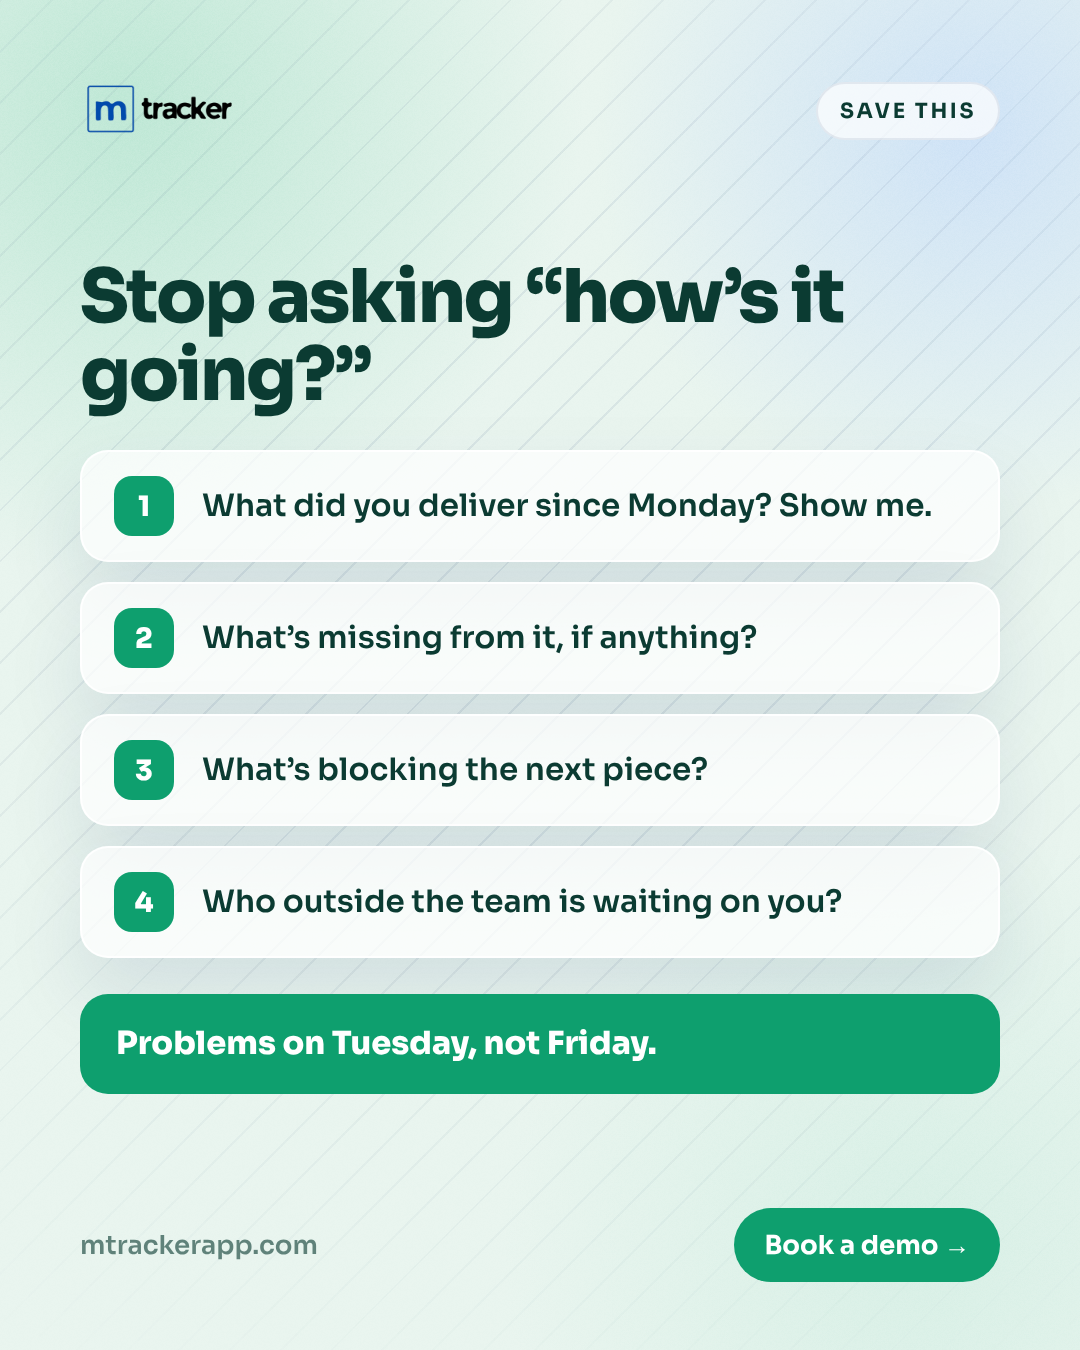 m tracker
SAVE THIS
Stop asking “how’s it
going?”
1 What did you deliver since Monday? Show me.
2 What’s missing from it, if anything?
3 What’s blocking the next piece?
4 Who outside the team is waiting on you?
Problems on Tuesday, not Friday.
mtrackerapp.com
Book a demo →